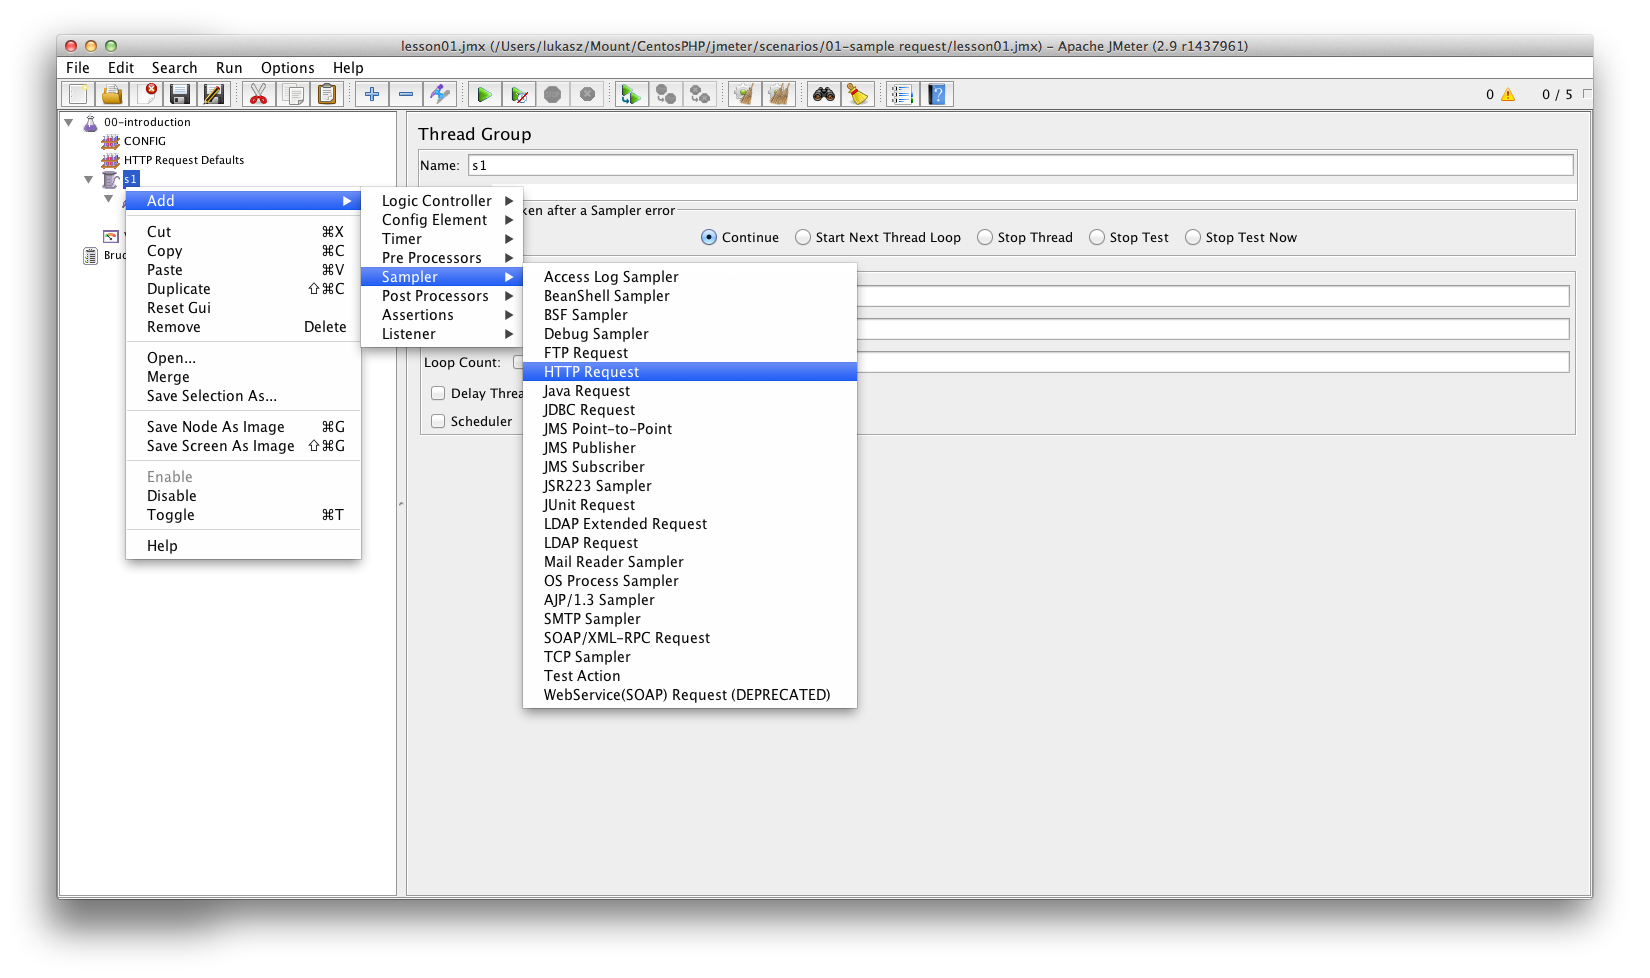 lesson01.jmx (/Users/lukasz/Mount/CentosPHP/jmeter/scenarios/01-sample request/lesson01.jmx) – Apache JMeter (2.9 r1437961)
File Edit Search Run Options Help
0 0 / 5
00-introduction
CONFIG
HTTP Request Defaults
s1
Bruc
Thread Group
Name: s1
ken after a Sampler error
Continue Start Next Thread Loop Stop Thread Stop Test Stop Test Now
Loop Count:
Delay Threa
Scheduler
Add
Cut ⌘X
Copy ⌘C
Paste ⌘V
Duplicate ⇧⌘C
Reset Gui
Remove Delete
Open...
Merge
Save Selection As...
Save Node As Image ⌘G
Save Screen As Image ⇧⌘G
Enable
Disable
Toggle ⌘T
Help
Logic Controller
Config Element
Timer
Pre Processors
Sampler
Post Processors
Assertions
Listener
Access Log Sampler
BeanShell Sampler
BSF Sampler
Debug Sampler
FTP Request
HTTP Request
Java Request
JDBC Request
JMS Point-to-Point
JMS Publisher
JMS Subscriber
JSR223 Sampler
JUnit Request
LDAP Extended Request
LDAP Request
Mail Reader Sampler
OS Process Sampler
AJP/1.3 Sampler
SMTP Sampler
SOAP/XML-RPC Request
TCP Sampler
Test Action
WebService(SOAP) Request (DEPRECATED)